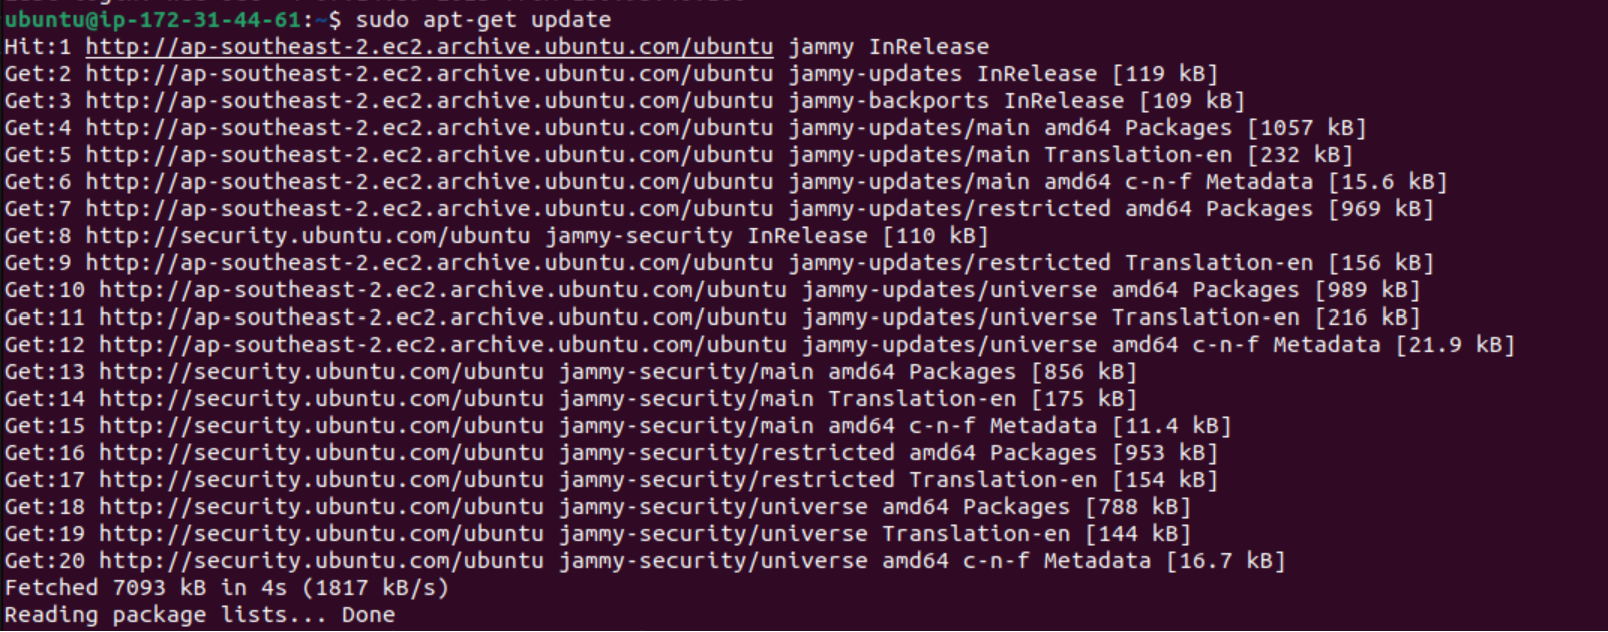 ubuntu@ip-172-31-44-61:~$ sudo apt-get update
Hit:1 http://ap-southeast-2.ec2.archive.ubuntu.com/ubuntu jammy InRelease
Get:2 http://ap-southeast-2.ec2.archive.ubuntu.com/ubuntu jammy-updates InRelease [119 kB]
Get:3 http://ap-southeast-2.ec2.archive.ubuntu.com/ubuntu jammy-backports InRelease [109 kB]
Get:4 http://ap-southeast-2.ec2.archive.ubuntu.com/ubuntu jammy-updates/main amd64 Packages [1057 kB]
Get:5 http://ap-southeast-2.ec2.archive.ubuntu.com/ubuntu jammy-updates/main Translation-en [232 kB]
Get:6 http://ap-southeast-2.ec2.archive.ubuntu.com/ubuntu jammy-updates/main amd64 c-n-f Metadata [15.6 kB]
Get:7 http://ap-southeast-2.ec2.archive.ubuntu.com/ubuntu jammy-updates/restricted amd64 Packages [969 kB]
Get:8 http://security.ubuntu.com/ubuntu jammy-security InRelease [110 kB]
Get:9 http://ap-southeast-2.ec2.archive.ubuntu.com/ubuntu jammy-updates/restricted Translation-en [156 kB]
Get:10 http://ap-southeast-2.ec2.archive.ubuntu.com/ubuntu jammy-updates/universe amd64 Packages [989 kB]
Get:11 http://ap-southeast-2.ec2.archive.ubuntu.com/ubuntu jammy-updates/universe Translation-en [216 kB]
Get:12 http://ap-southeast-2.ec2.archive.ubuntu.com/ubuntu jammy-updates/universe amd64 c-n-f Metadata [21.9 kB]
Get:13 http://security.ubuntu.com/ubuntu jammy-security/main amd64 Packages [856 kB]
Get:14 http://security.ubuntu.com/ubuntu jammy-security/main Translation-en [175 kB]
Get:15 http://security.ubuntu.com/ubuntu jammy-security/main amd64 c-n-f Metadata [11.4 kB]
Get:16 http://security.ubuntu.com/ubuntu jammy-security/restricted amd64 Packages [953 kB]
Get:17 http://security.ubuntu.com/ubuntu jammy-security/restricted Translation-en [154 kB]
Get:18 http://security.ubuntu.com/ubuntu jammy-security/universe amd64 Packages [788 kB]
Get:19 http://security.ubuntu.com/ubuntu jammy-security/universe Translation-en [144 kB]
Get:20 http://security.ubuntu.com/ubuntu jammy-security/universe amd64 c-n-f Metadata [16.7 kB]
Fetched 7093 kB in 4s (1817 kB/s)
Reading package lists... Done